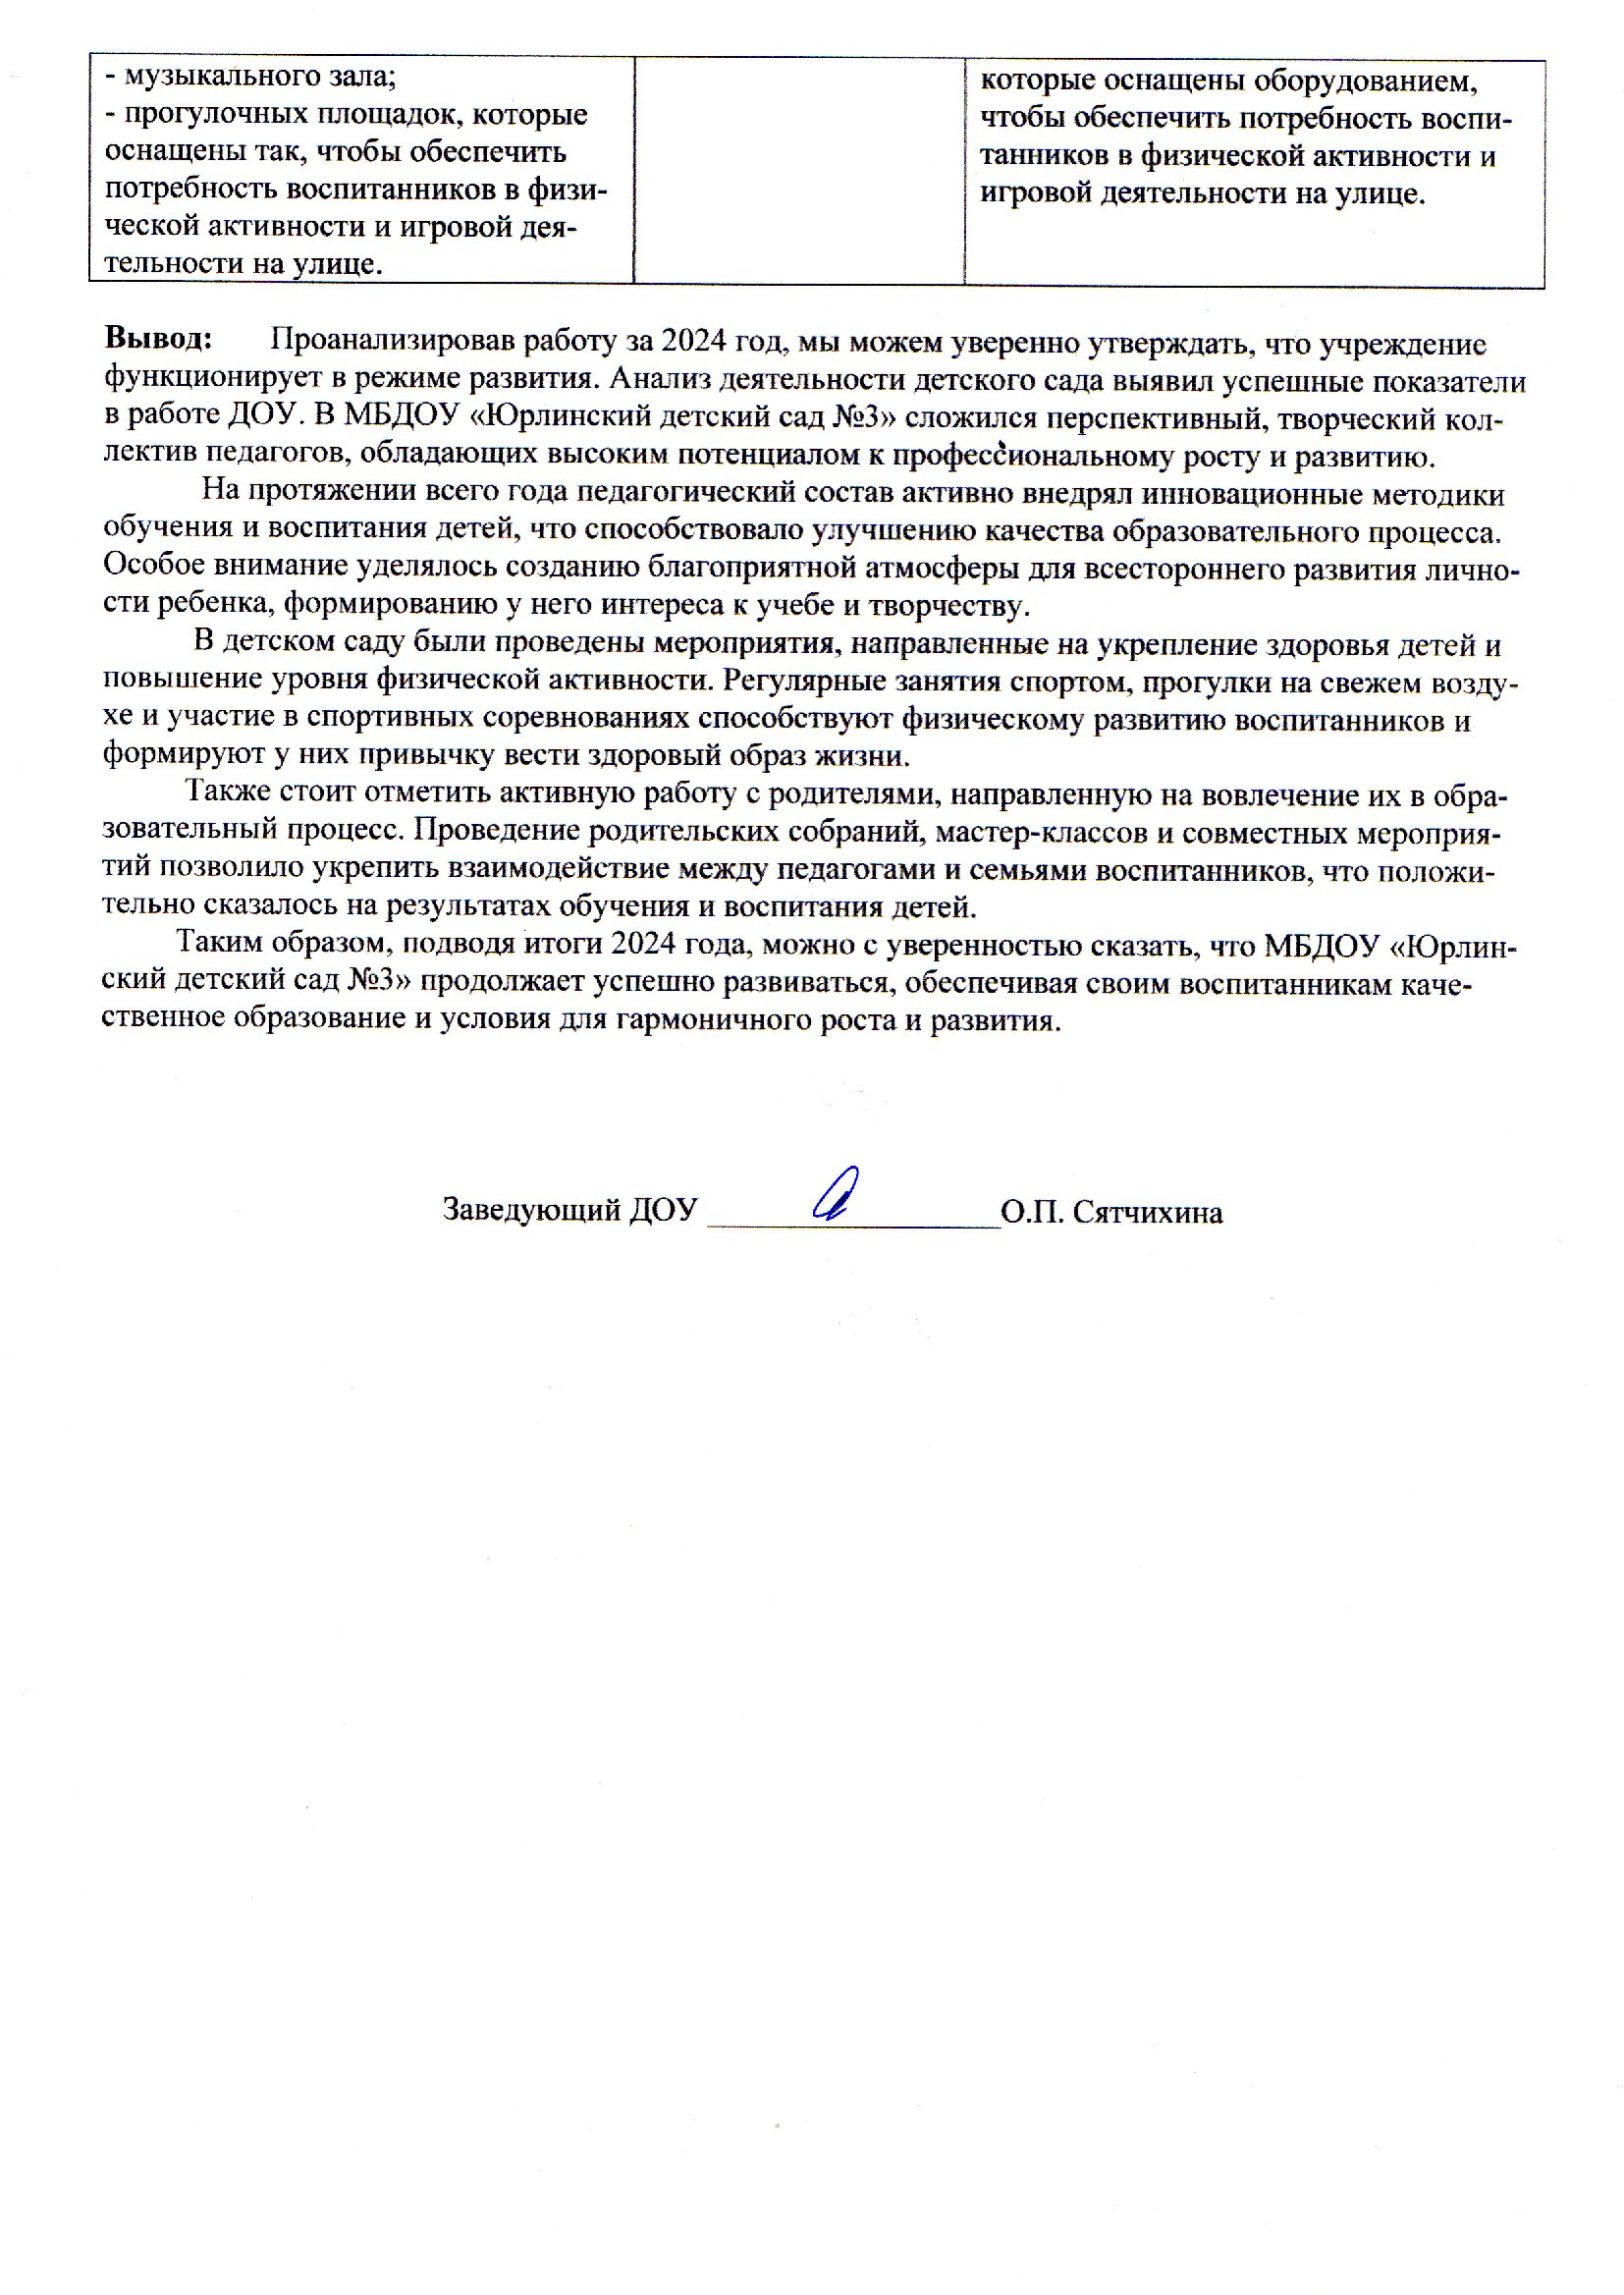 - музыкального зала;
- прогулочных площадок, которые
оснащены так, чтобы обеспечить
потребность воспитанников в физи-
ческой активности и игровой дея-
тельности на улице.
которые оснащены оборудованием,
чтобы обеспечить потребность воспи-
танников в физической активности и
игровой деятельности на улице.
Вывод: Проанализировав работу за 2024 год, мы можем уверенно утверждать, что учреждение
функционирует в режиме развития. Анализ деятельности детского сада выявил успешные показатели
в работе ДОУ. В МБДОУ «Юрлинский детский сад №3» сложился перспективный, творческий кол-
лектив педагогов, обладающих высоким потенциалом к профессиональному росту и развитию.
На протяжении всего года педагогический состав активно внедрял инновационные методики
обучения и воспитания детей, что способствовало улучшению качества образовательного процесса.
Особое внимание уделялось созданию благоприятной атмосферы для всестороннего развития лично-
сти ребенка, формированию у него интереса к учебе и творчеству.
В детском саду были проведены мероприятия, направленные на укрепление здоровья детей и
повышение уровня физической активности. Регулярные занятия спортом, прогулки на свежем возду-
хе и участие в спортивных соревнованиях способствуют физическому развитию воспитанников и
формируют у них привычку вести здоровый образ жизни.
Также стоит отметить активную работу с родителями, направленную на вовлечение их в обра-
зовательный процесс. Проведение родительских собраний, мастер-классов и совместных мероприя-
тий позволило укрепить взаимодействие между педагогами и семьями воспитанников, что положи-
тельно сказалось на результатах обучения и воспитания детей.
Таким образом, подводя итоги 2024 года, можно с уверенностью сказать, что МБДОУ «Юрлин-
ский детский сад №3» продолжает успешно развиваться, обеспечивая своим воспитанникам каче-
ственное образование и условия для гармоничного роста и развития.
Заведующий ДОУ __________________О.П. Сятчихина